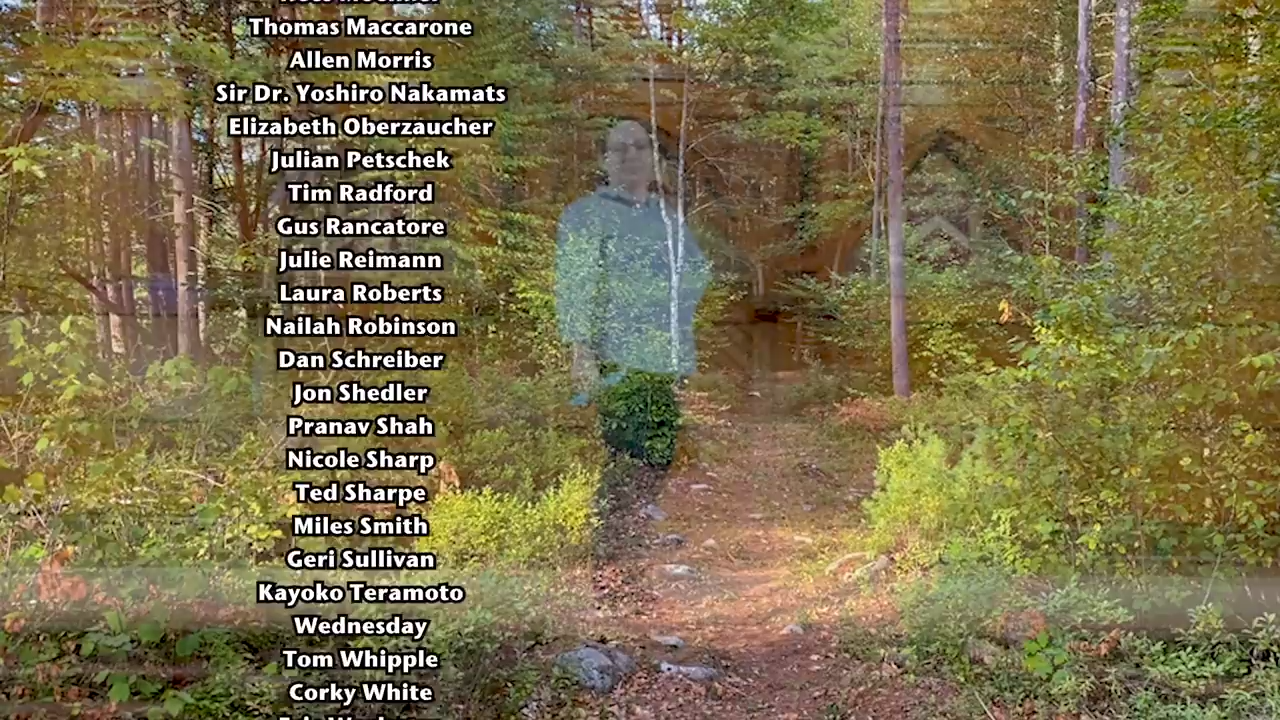 Thomas Maccarone
Allen Morris
Sir Dr. Yoshiro Nakamats
Elizabeth Oberzaucher
Julian Petschek
Tim Radford
Gus Rancatore
Julie Reimann
Laura Roberts
Nailah Robinson
Dan Schreiber
Jon Shedler
Pranav Shah
Nicole Sharp
Ted Sharpe
Miles Smith
Geri Sullivan
Kayoko Teramoto
Wednesday
Tom Whipple
Corky White